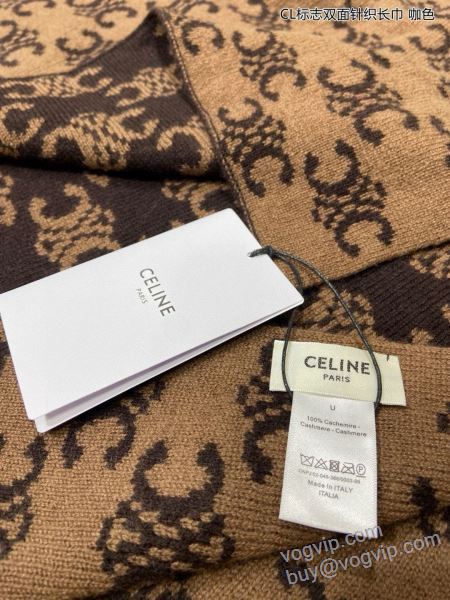 CL标志双面针织长巾 咖色
CELINE
PARIS
CELINE
PARIS
U
100% Cachemire -
Cashmere - Cashmere
Made in ITALY
ITALIA
vogvip.com
buy@vogvip.com